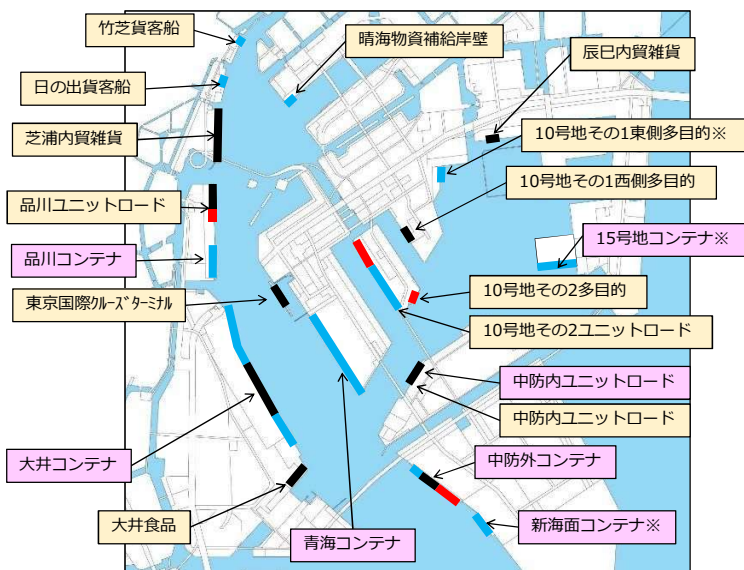 竹芝貨客船
晴海物資補給岸壁
辰巳内貿雑貨
日の出貨客船
芝浦内貿雑貨
10号地その1東側多目的※
10号地その1西側多目的
品川ユニットロード
15号地コンテナ※
品川コンテナ
東京国際クルーズターミナル
10号地その2多目的
10号地その2ユニットロード
中防内ユニットロード
中防内ユニットロード
大井コンテナ
中防外コンテナ
大井食品
青海コンテナ
新海面コンテナ※